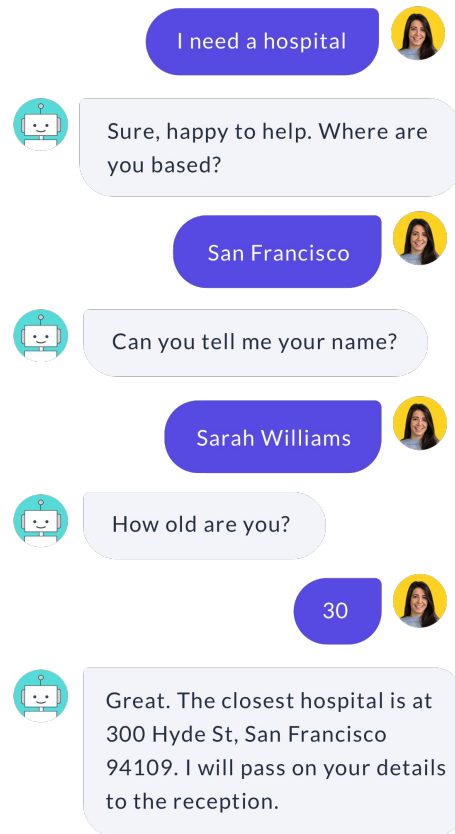 I need a hospital
Sure, happy to help. Where are
you based?
San Francisco
Can you tell me your name?
Sarah Williams
How old are you?
30
Great. The closest hospital is at
300 Hyde St, San Francisco
94109. I will pass on your details
to the reception.